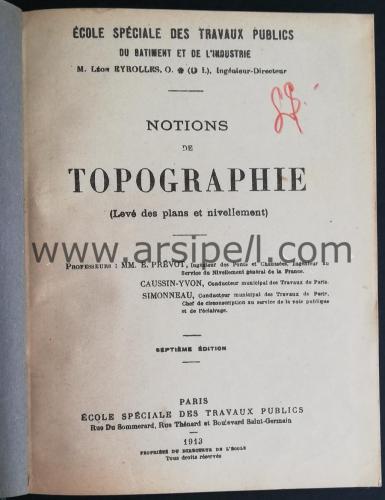 ÉCOLE SPÉCIALE DES TRAVAUX PUBLICS
DU BATIMENT ET DE L'INDUSTRIE
M. Léon EYROLLES, O. ✻ (O I.), Ingénieur-Directeur
NOTIONS
DE
TOPOGRAPHIE
(Levé des plans et nivellement)
www.arsipell.com
PROFESSEURS : MM. E. PRÉVOT, Ingénieur des Ponts et Chaussées, Ingénieur au
Service du Nivellement général de la France.
CAUSSIN-YVON, Conducteur municipal des Travaux de Paris.
SIMONNEAU, Conducteur municipal des Travaux de Paris,
Chef de circonscription au service de la voie publique
et de l'éclairage.
SEPTIÈME ÉDITION
PARIS
ÉCOLE SPÉCIALE DES TRAVAUX PUBLICS
Rue Du Sommerard, Rue Thénard et Boulevard Saint-Germain
1913
PROPRIÉTÉ DU DIRECTEUR DE L'ÉCOLE
Tous droits réservés